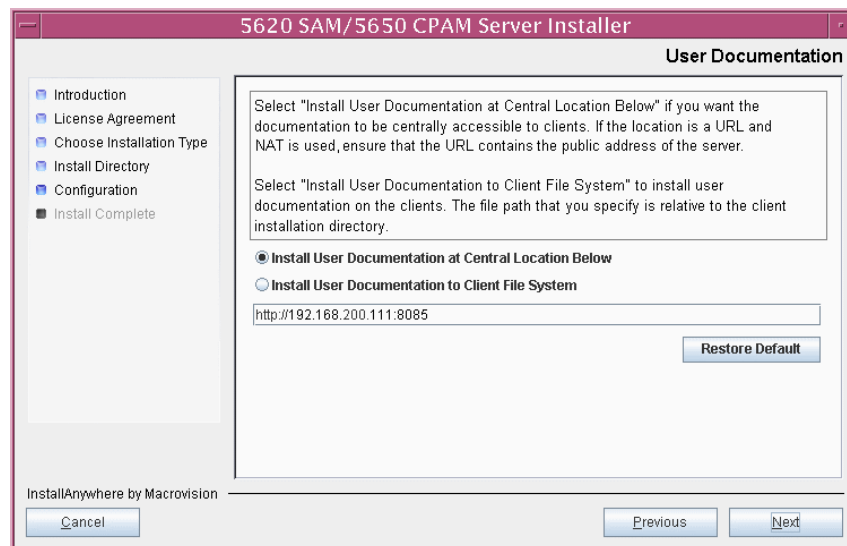 5620 SAM/5650 CPAM Server Installer
User Documentation
Introduction
License Agreement
Choose Installation Type
Install Directory
Configuration
Install Complete
Select "Install User Documentation at Central Location Below" if you want the
documentation to be centrally accessible to clients. If the location is a URL and
NAT is used, ensure that the URL contains the public address of the server.
Select "Install User Documentation to Client File System" to install user
documentation on the clients. The file path that you specify is relative to the client
installation directory.
Install User Documentation at Central Location Below
Install User Documentation to Client File System
http://192.168.200.111:8085
Restore Default
InstallAnywhere by Macrovision
Cancel
Previous
Next